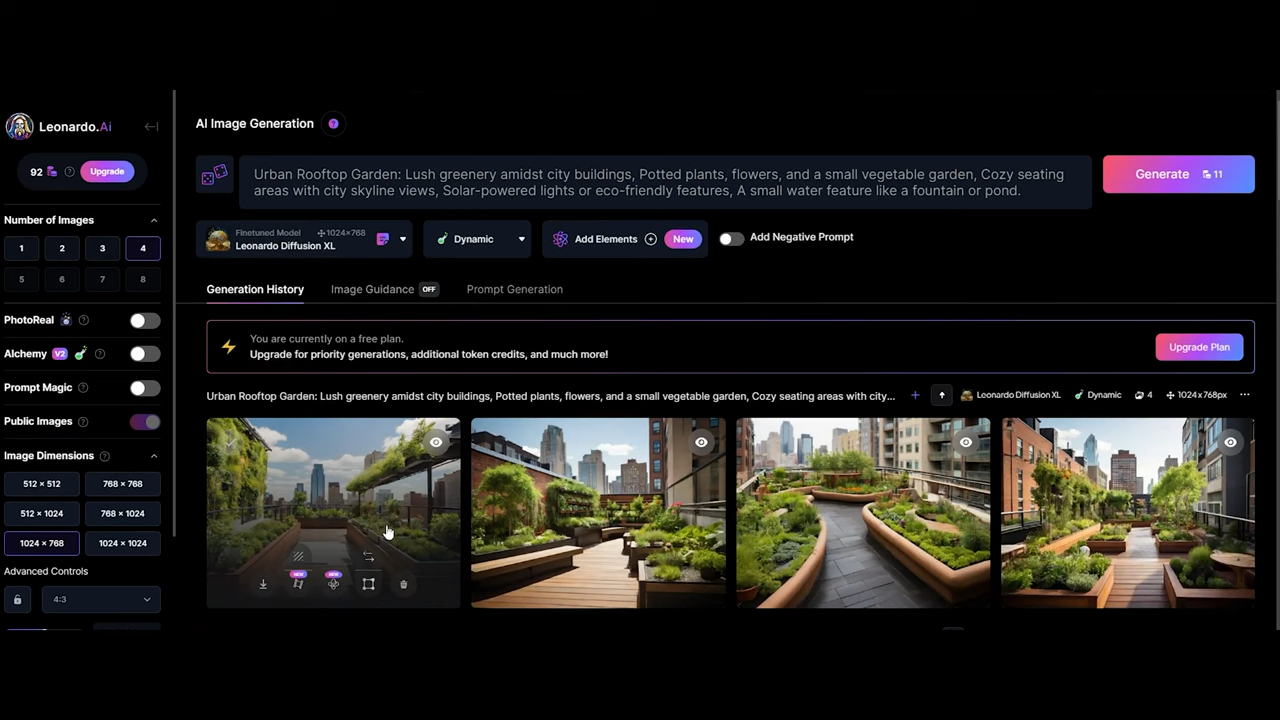 Leonardo.Ai
92
Upgrade
Number of Images
1 2 3 4
5 6 7 8
PhotoReal
Alchemy V2
Prompt Magic
Public Images
Image Dimensions
512 × 512 768 × 768
512 × 1024 768 × 1024
1024 × 768 1024 × 1024
Advanced Controls
4:3
AI Image Generation
Urban Rooftop Garden: Lush greenery amidst city buildings, Potted plants, flowers, and a small vegetable garden, Cozy seating
areas with city skyline views, Solar-powered lights or eco-friendly features, A small water feature like a fountain or pond.
Generate 11
Finetuned Model 1024×768
Leonardo Diffusion XL
Dynamic
Add Elements New
Add Negative Prompt
Generation History Image Guidance OFF Prompt Generation
You are currently on a free plan.
Upgrade for priority generations, additional token credits, and much more!
Upgrade Plan
Urban Rooftop Garden: Lush greenery amidst city buildings, Potted plants, flowers, and a small vegetable garden, Cozy seating areas with city...
Leonardo Diffusion XL Dynamic 4 1024x768px
NEW NEW